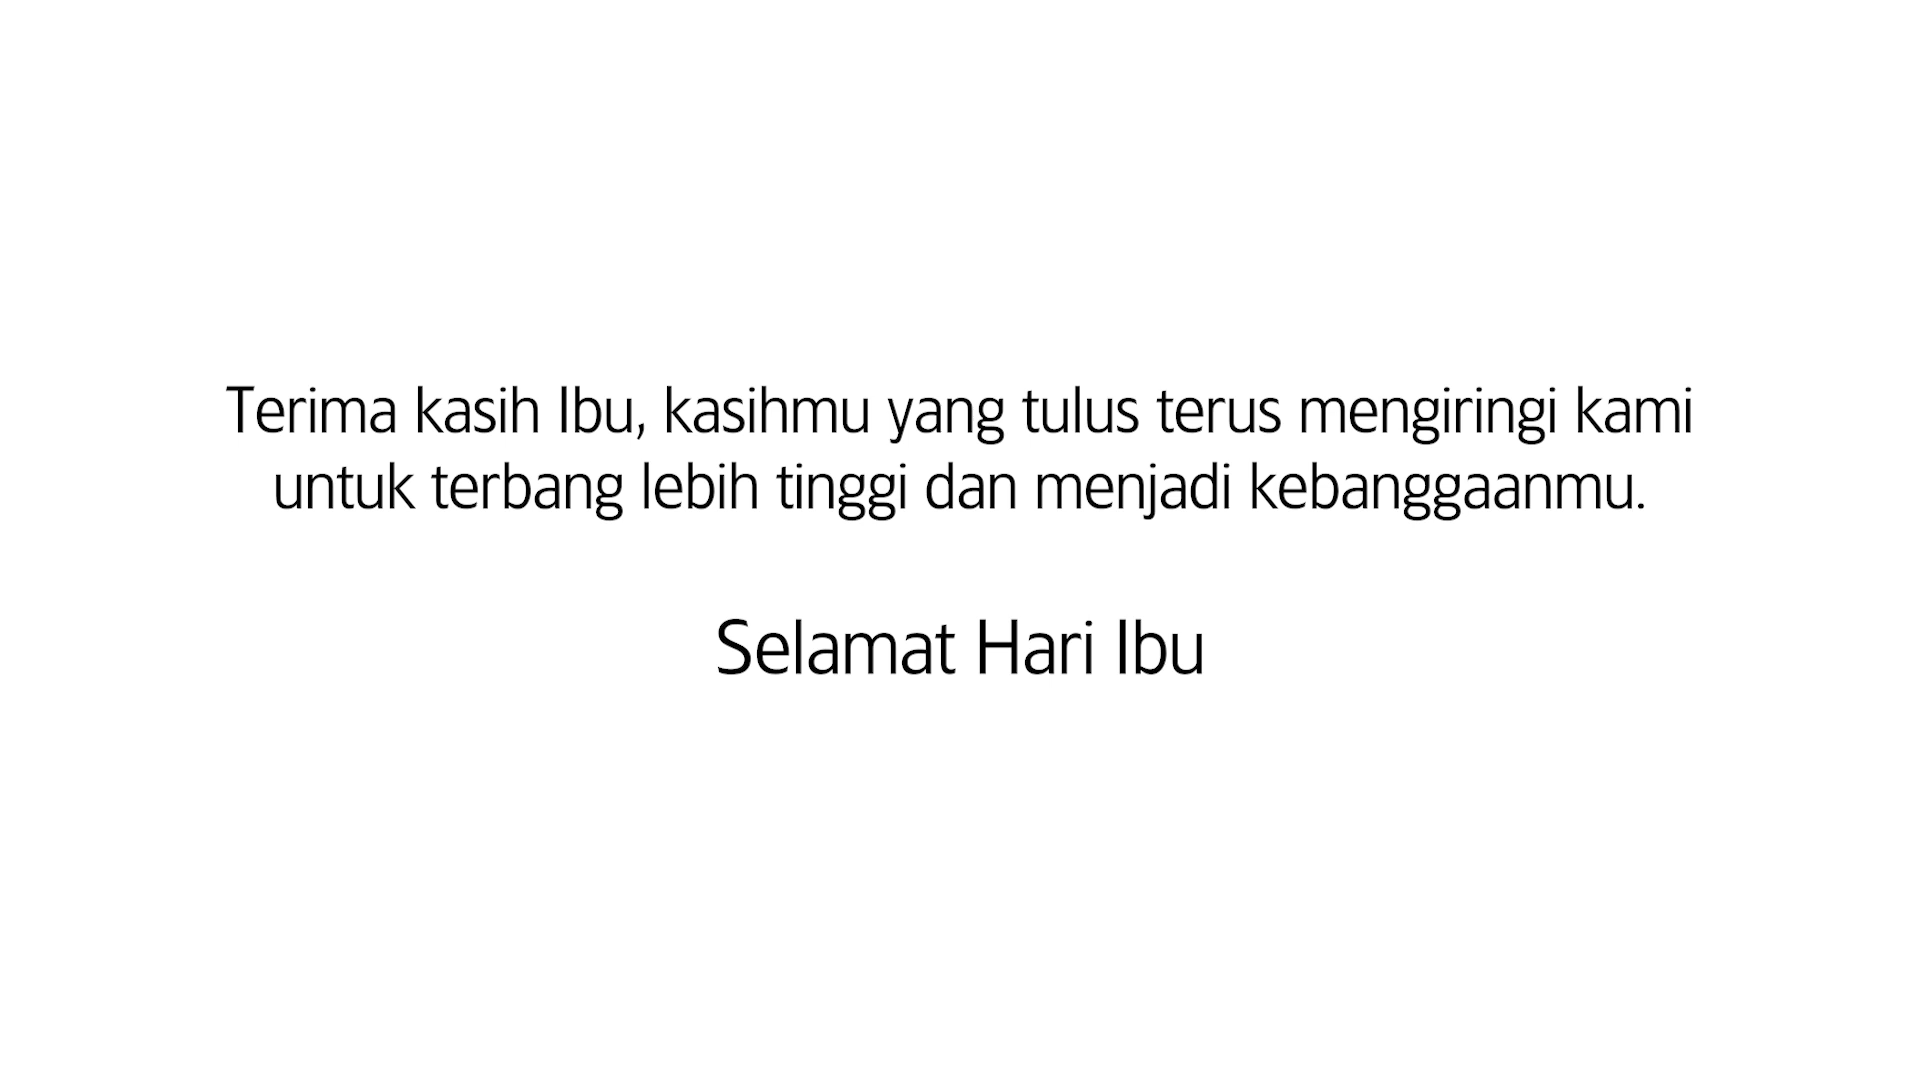 Terima kasih Ibu, kasihmu yang tulus terus mengiringi kami
untuk terbang lebih tinggi dan menjadi kebanggaanmu.
Selamat Hari Ibu